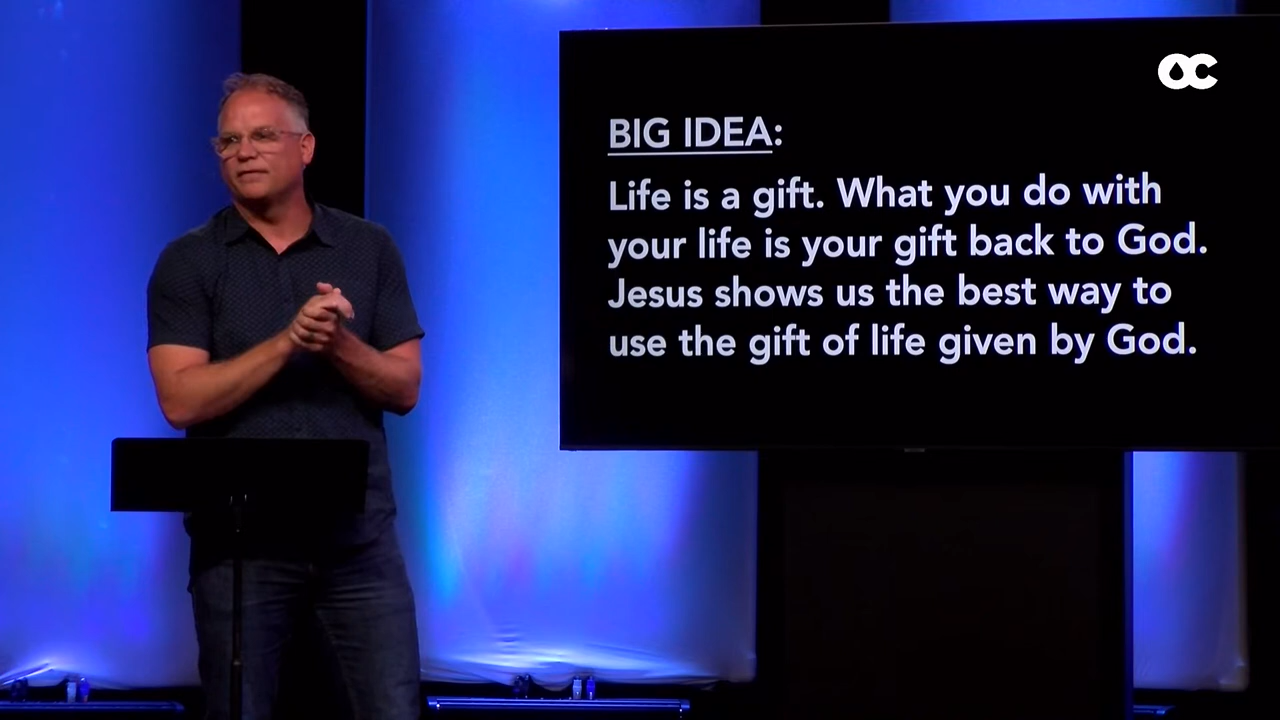 OC
BIG IDEA:
Life is a gift. What you do with
your life is your gift back to God.
Jesus shows us the best way to
use the gift of life given by God.